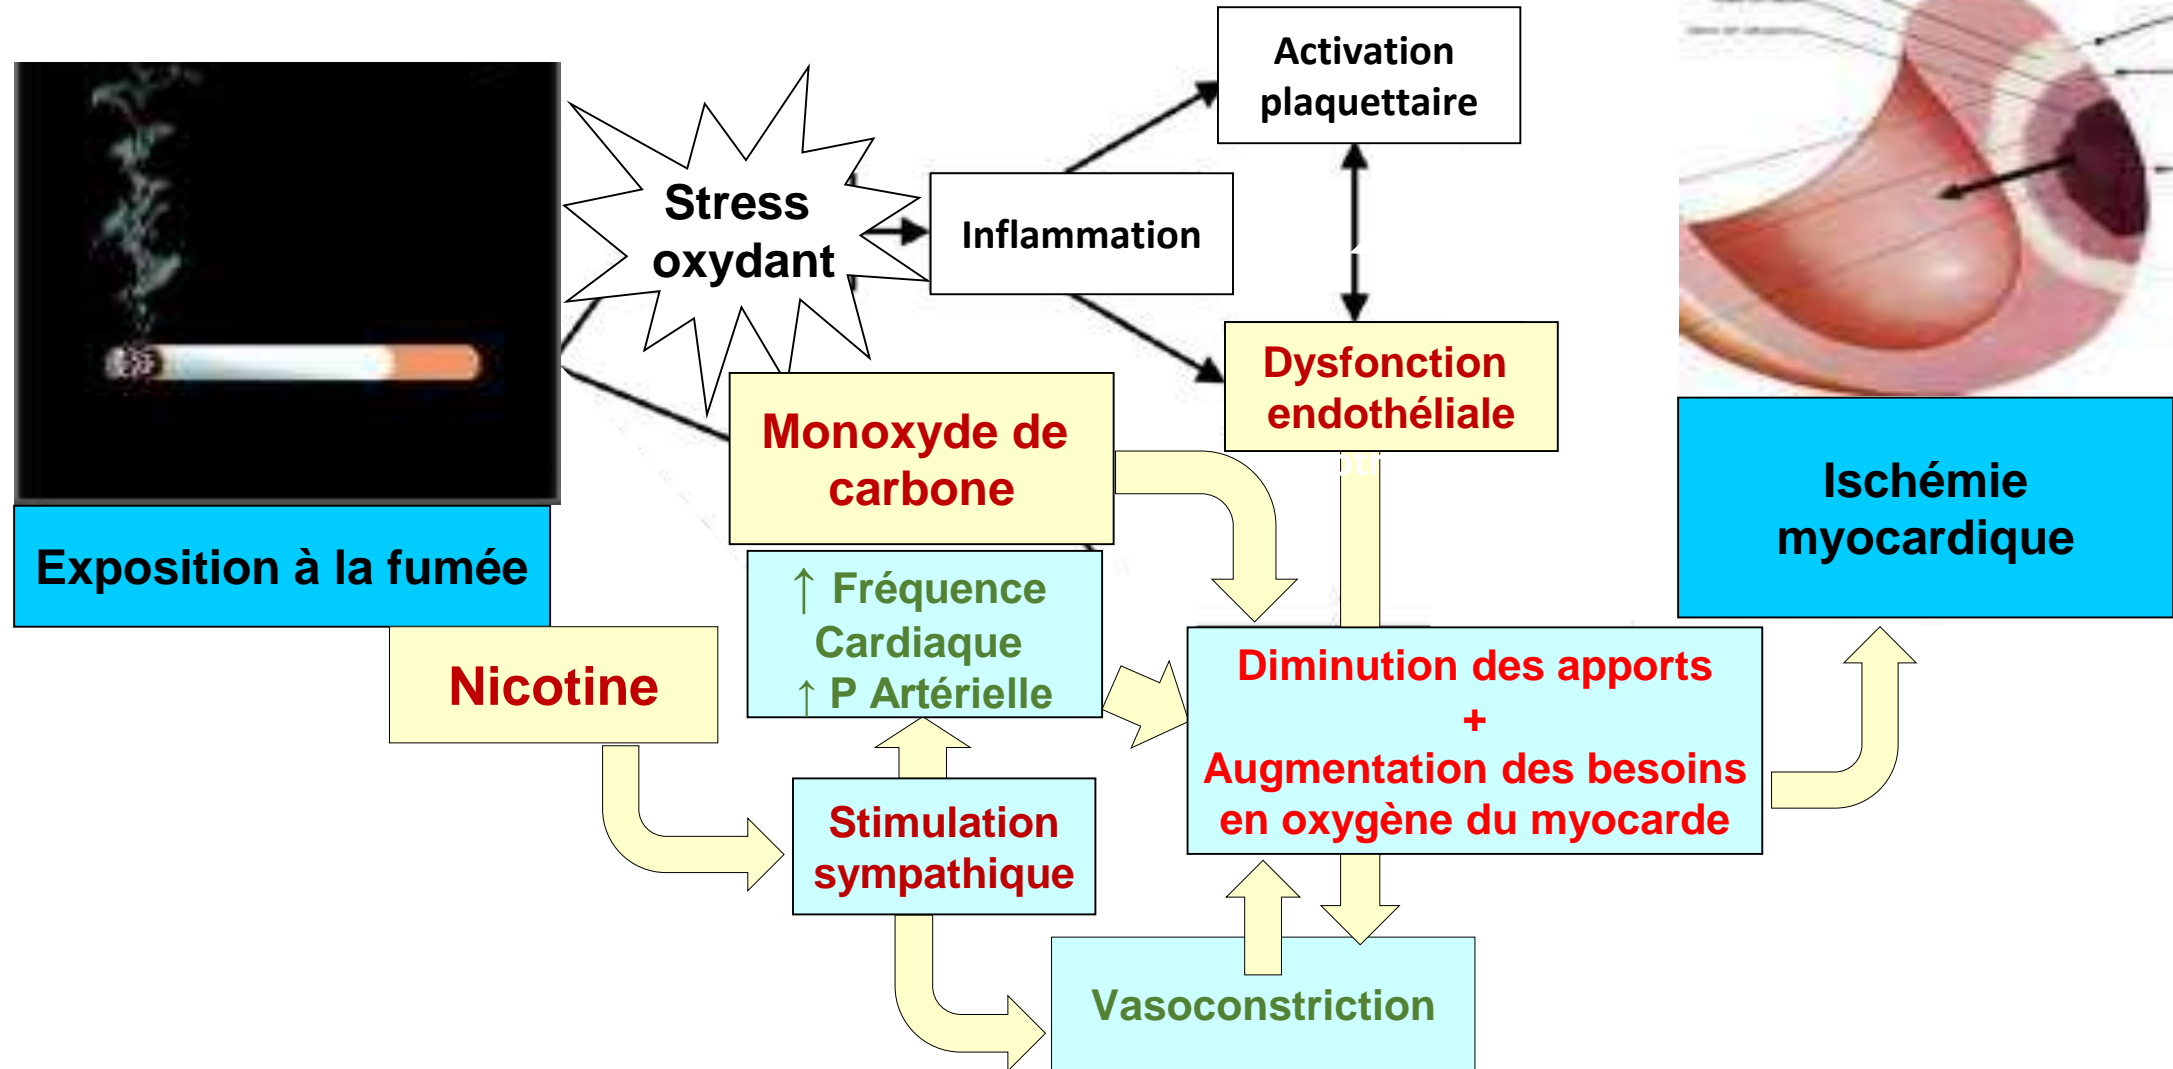 Activation
plaquettaire
Stress
oxydant
Inflammation
Dysfonction
endothéliale
Monoxyde de
carbone
Ischémie
myocardique
Exposition à la fumée
↑ Fréquence
Cardiaque
↑ P Artérielle
Nicotine
Diminution des apports
+
Augmentation des besoins
en oxygène du myocarde
Stimulation
sympathique
Vasoconstriction